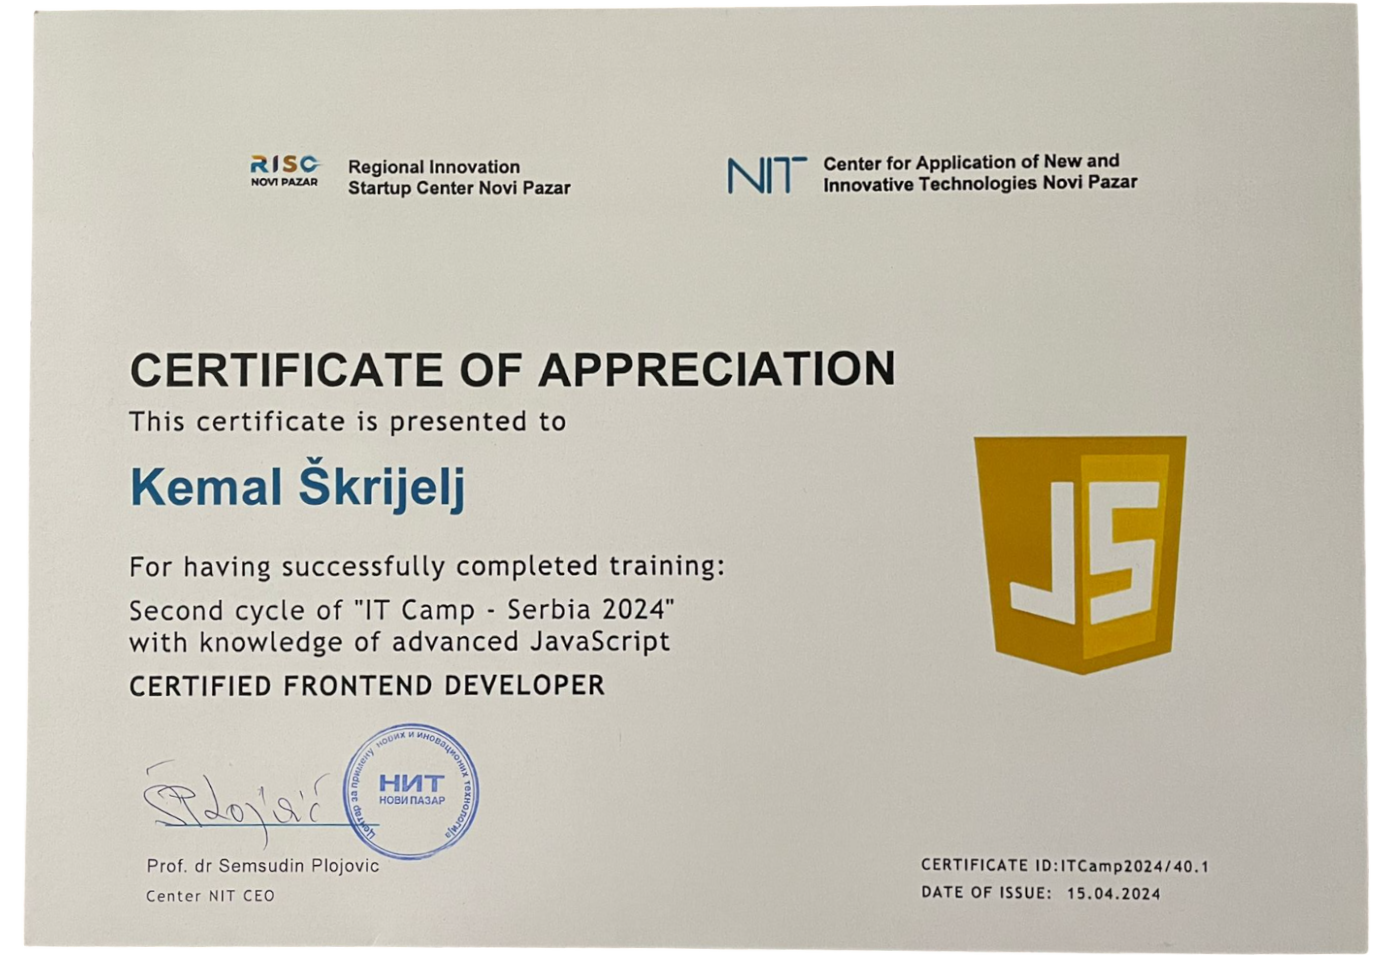 RISC
NOVI PAZAR
Regional Innovation
Startup Center Novi Pazar
NIT
Center for Application of New and
Innovative Technologies Novi Pazar
CERTIFICATE OF APPRECIATION
This certificate is presented to
Kemal Škrijelj
For having successfully completed training:
Second cycle of "IT Camp - Serbia 2024"
with knowledge of advanced JavaScript
CERTIFIED FRONTEND DEVELOPER
JS
Центар за примену нових и иновационих технологија
НИТ
НОВИ ПАЗАР
SPlojović
Prof. dr Semsudin Plojovic
Center NIT CEO
CERTIFICATE ID:ITCamp2024/40.1
DATE OF ISSUE: 15.04.2024